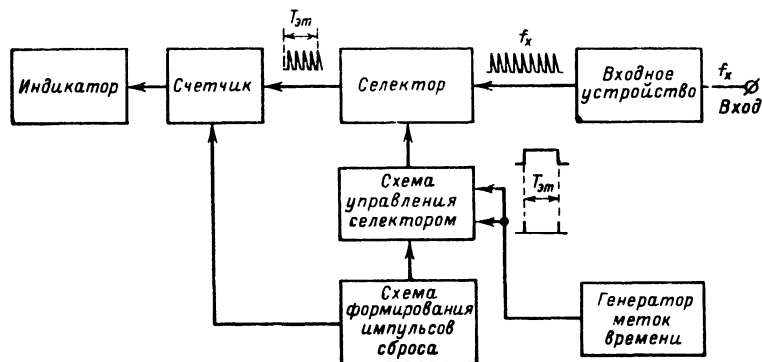 Tэт
fx
Индикатор
Счетчик
Селектор
Входное
устройство
fx
Вход
Схема
управления
селектором
Tэт
Схема
формирования
импульсов
сброса
Генератор
меток
времени